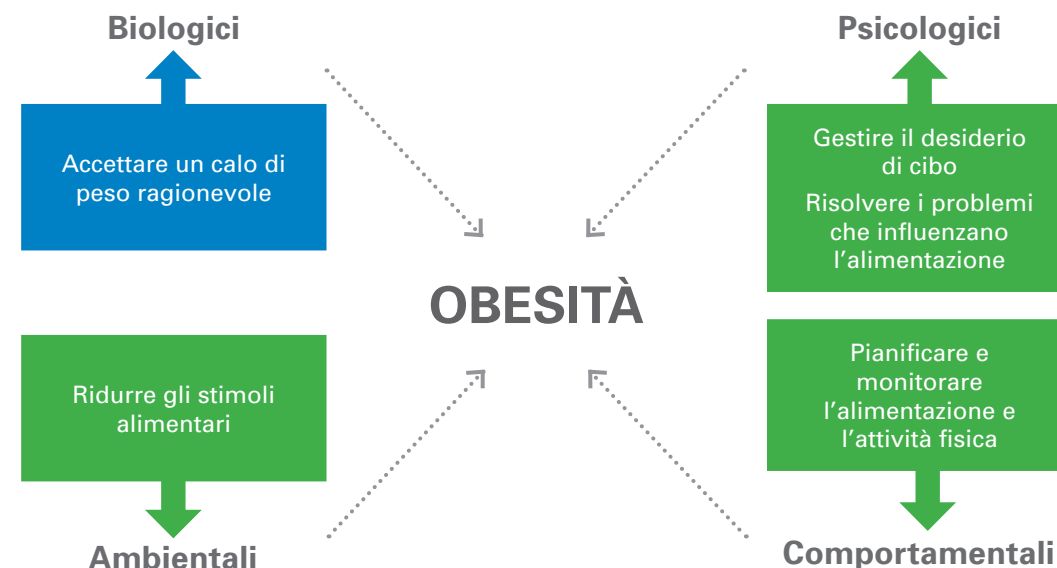 Biologici
Accettare un calo di
peso ragionevole
Psicologici
Gestire il desiderio
di cibo
Risolvere i problemi
che influenzano
l'alimentazione
OBESITÀ
Ridurre gli stimoli
alimentari
Ambientali
Pianificare e
monitorare
l'alimentazione e
l'attività fisica
Comportamentali